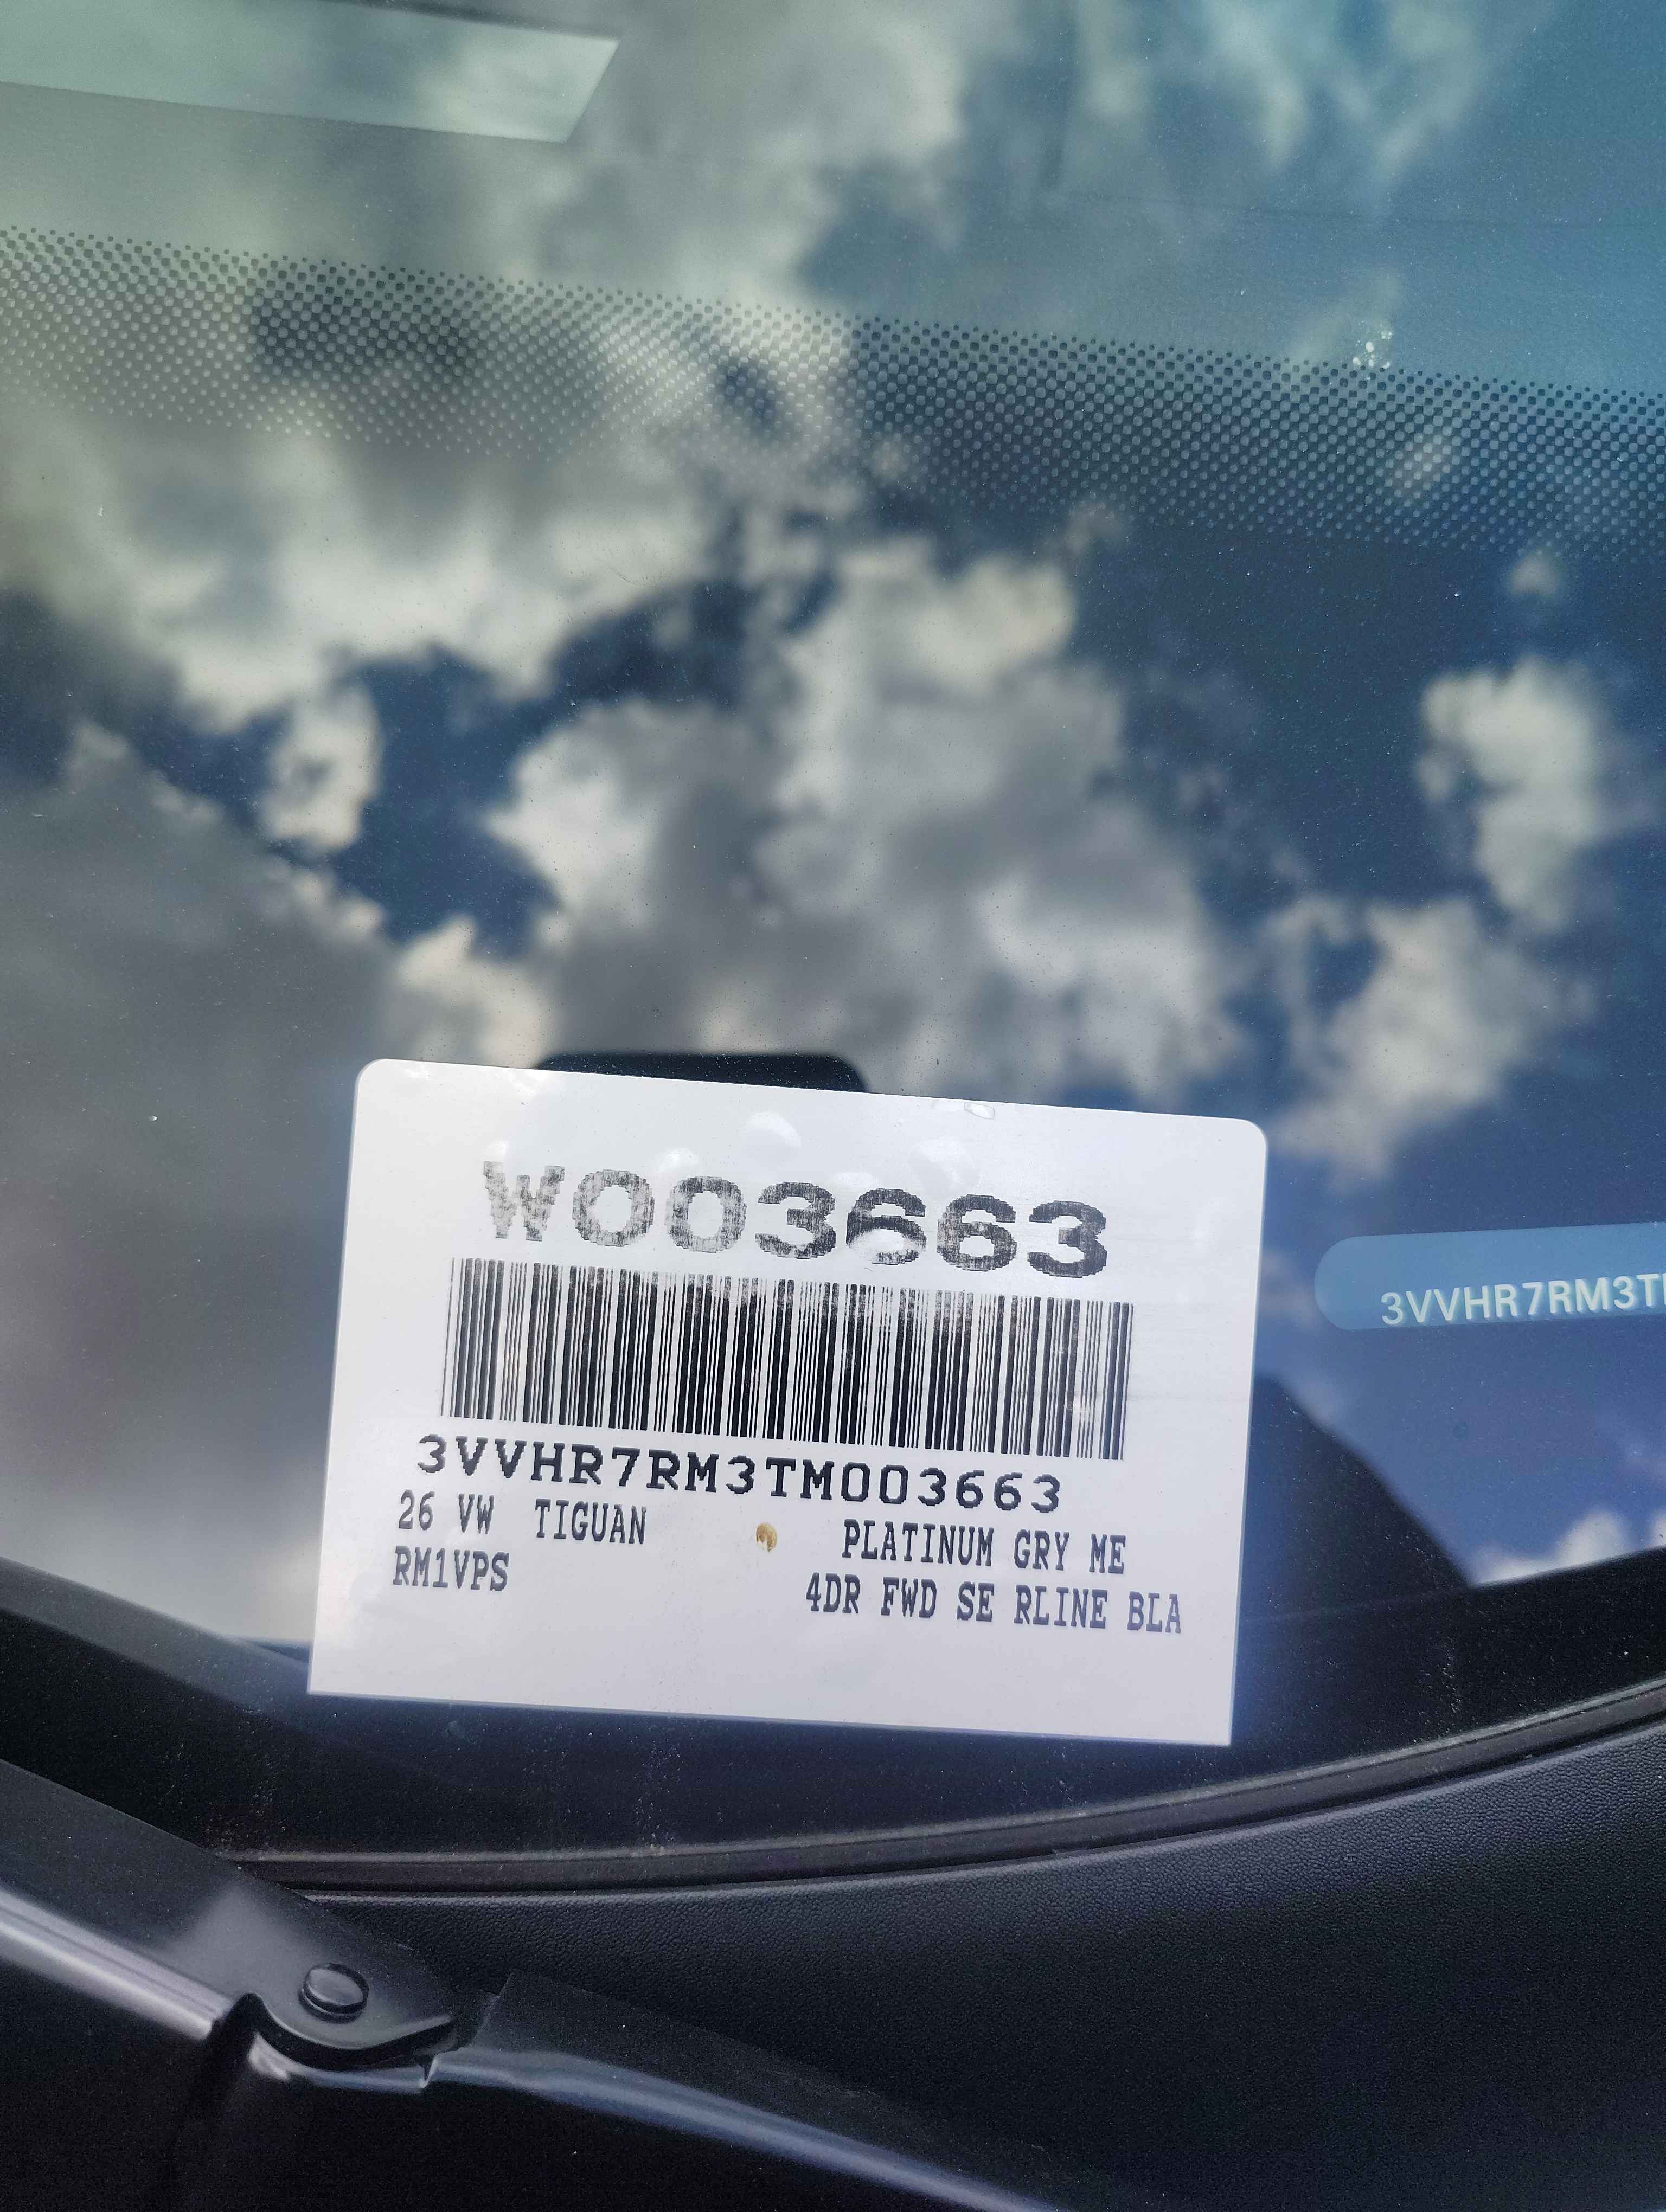 W003663
3VVHR7RM3T
3VVHR7RM3TM003663
26 VW TIGUAN PLATINUM GRY ME
RM1VPS 4DR FWD SE RLINE BLA